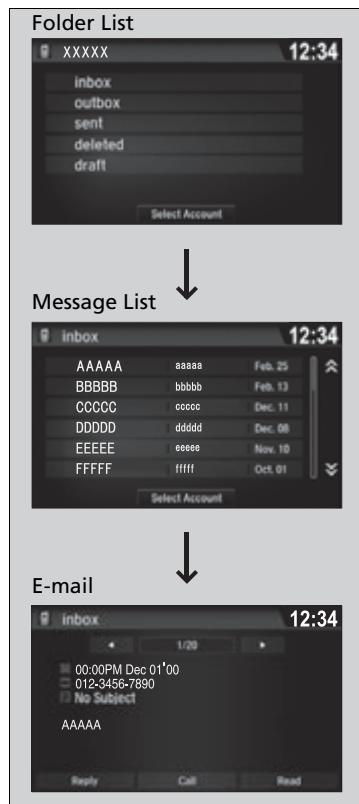 Folder List
XXXXX 12:34
inbox
outbox
sent
deleted
draft
Select Account
Message List
inbox 12:34
AAAAA aaaaa Feb. 25
BBBBB bbbbb Feb. 13
CCCCC ccccc Dec. 11
DDDDD ddddd Dec. 08
EEEEE eeeee Nov. 10
FFFFF fffff Oct. 01
Select Account
E-mail
inbox 12:34
1/20
00:00PM Dec 01'00
012-3456-7890
No Subject
AAAAA
Reply Call Read